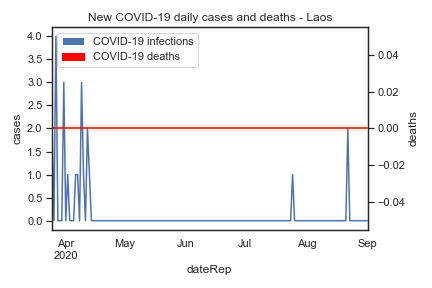 New COVID-19 daily cases and deaths - Laos
COVID-19 infections
COVID-19 deaths
4.0
3.5
3.0
2.5
2.0
1.5
1.0
0.5
0.0
cases
0.04
0.02
0.00
−0.02
−0.04
deaths
Apr May Jun Jul Aug Sep
2020
dateRep